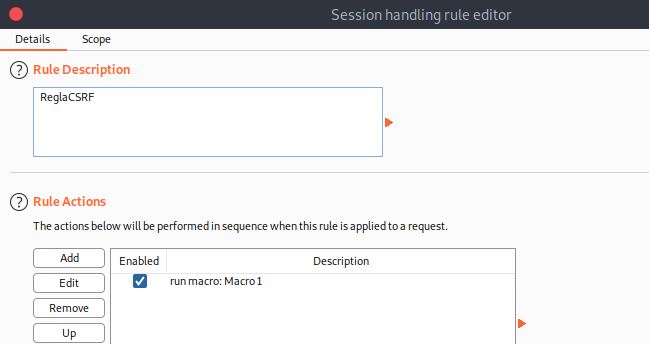 Session handling rule editor
Details Scope
? Rule Description
ReglaCSRF
? Rule Actions
The actions below will be performed in sequence when this rule is applied to a request.
Add
Enabled Description
Edit
run macro: Macro 1
Remove
Up